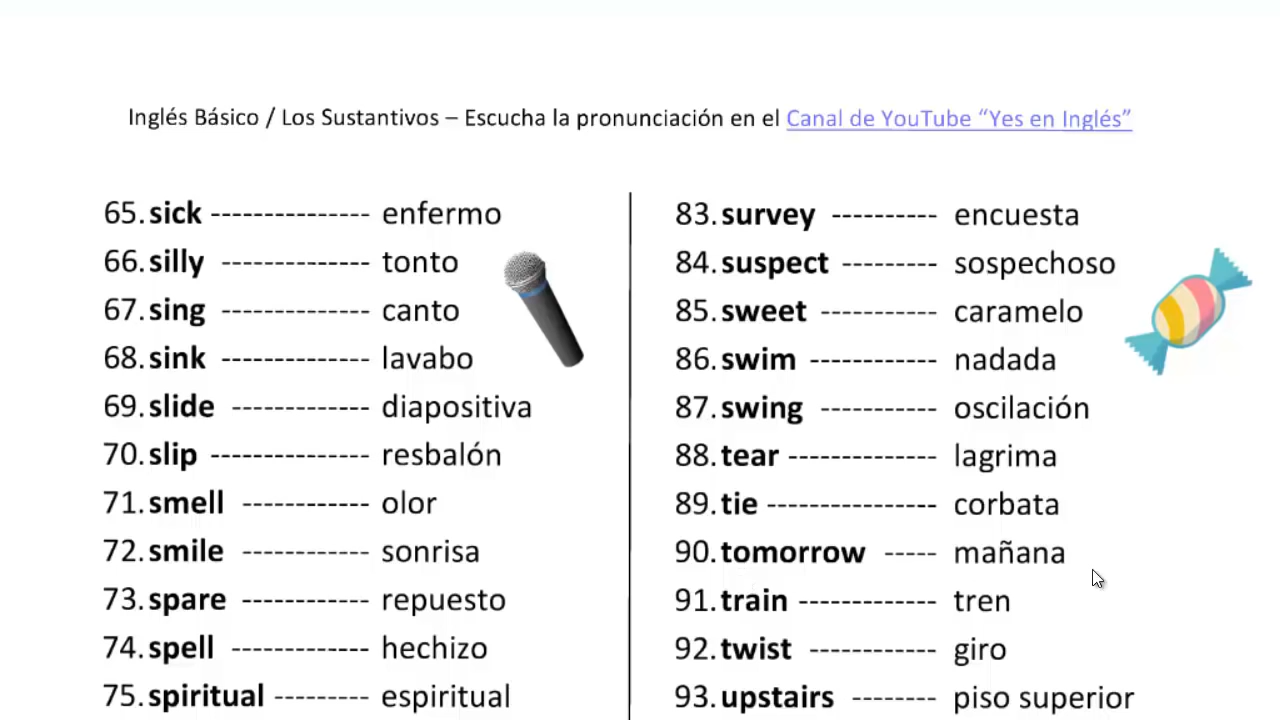 Inglés Básico / Los Sustantivos – Escucha la pronunciación en el Canal de YouTube “Yes en Inglés”
65. sick --------------- enfermo
66. silly -------------- tonto
67. sing -------------- canto
68. sink -------------- lavabo
69. slide ------------- diapositiva
70. slip --------------- resbalón
71. smell ------------ olor
72. smile ------------ sonrisa
73. spare ------------ repuesto
74. spell ------------- hechizo
75. spiritual --------- espiritual
83. survey ---------- encuesta
84. suspect --------- sospechoso
85. sweet ----------- caramelo
86. swim ------------ nadada
87. swing ----------- oscilación
88. tear -------------- lagrima
89. tie ---------------- corbata
90. tomorrow ----- mañana
91. train ------------- tren
92. twist ------------ giro
93. upstairs -------- piso superior